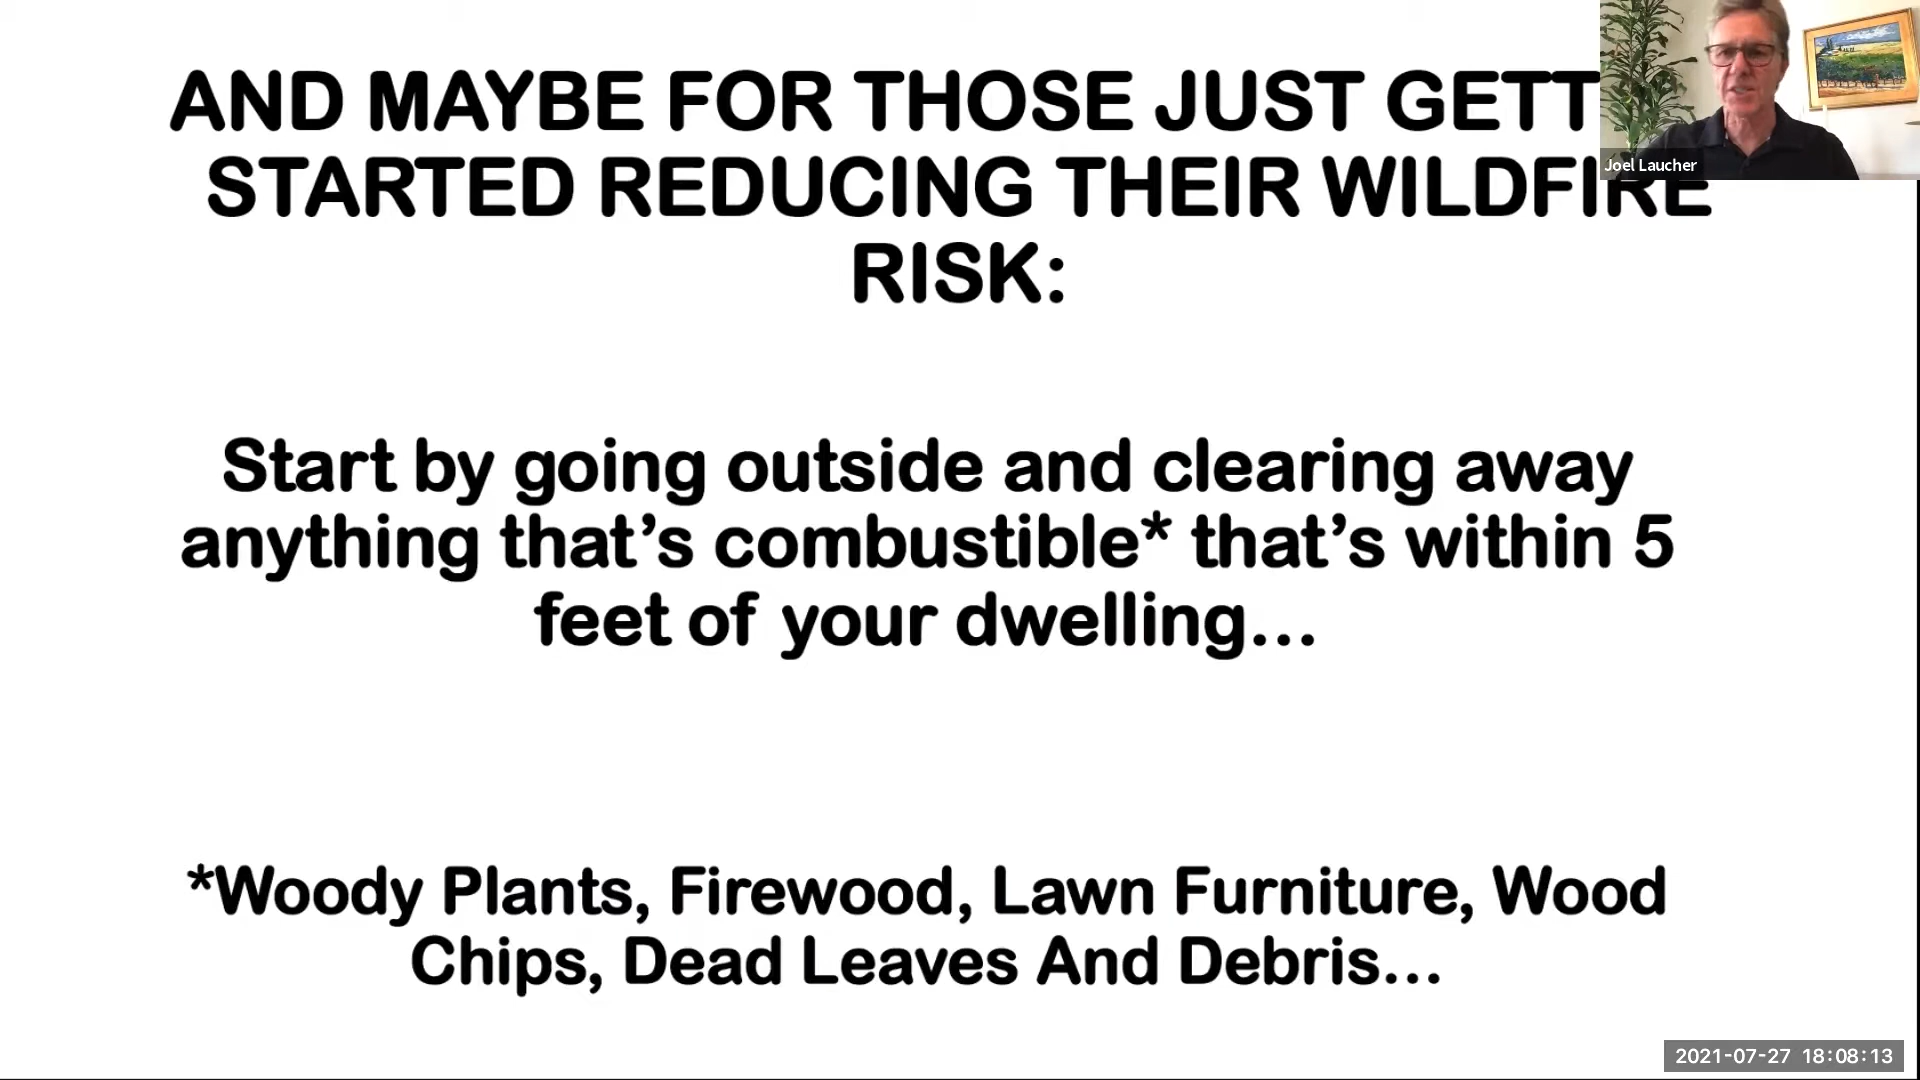 AND MAYBE FOR THOSE JUST GETT
STARTED REDUCING THEIR WILDFIRE
RISK:
Joel Laucher
Start by going outside and clearing away
anything that’s combustible* that’s within 5
feet of your dwelling...
*Woody Plants, Firewood, Lawn Furniture, Wood
Chips, Dead Leaves And Debris...
2021-07-27 18:08:13